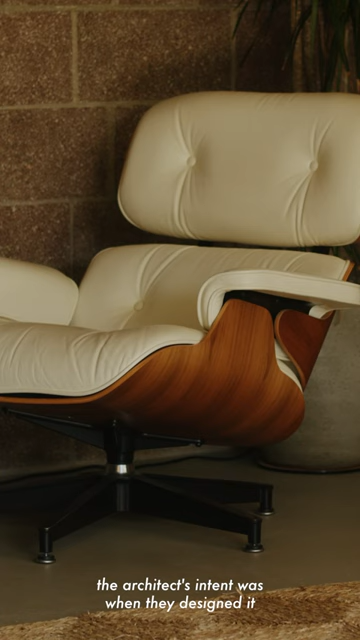 the architect's intent was
when they designed it